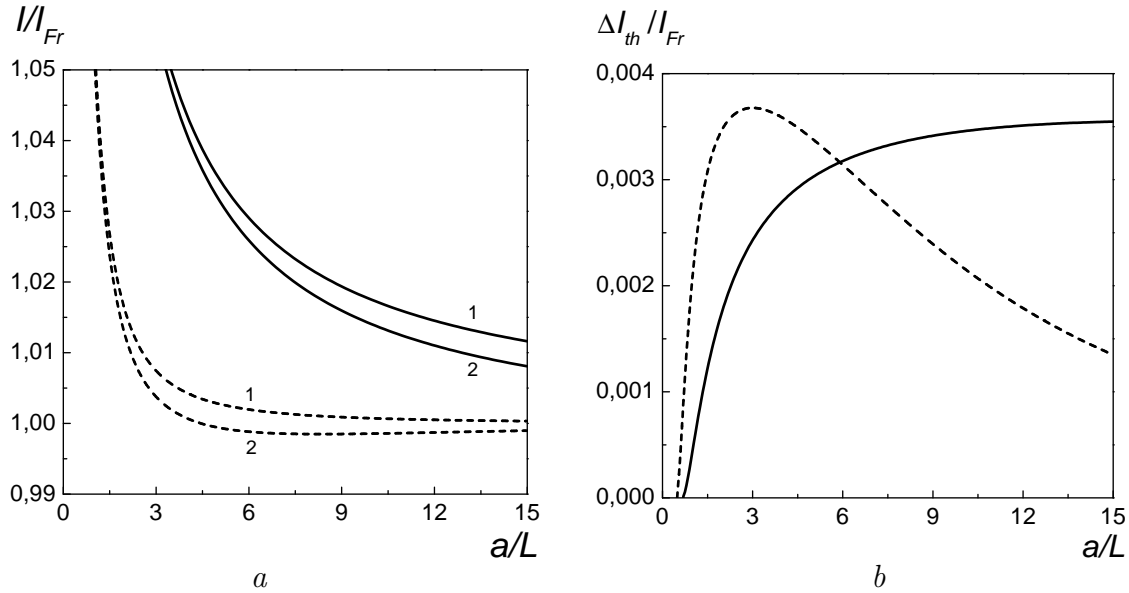 I/I_Fr
1,05
1,04
1,03
1,02
1,01
1,00
0,99
1
2
1
2
0 3 6 9 12 15
a/L
a
ΔI_th /I_Fr
0,004
0,003
0,002
0,001
0,000
0 3 6 9 12 15
a/L
b